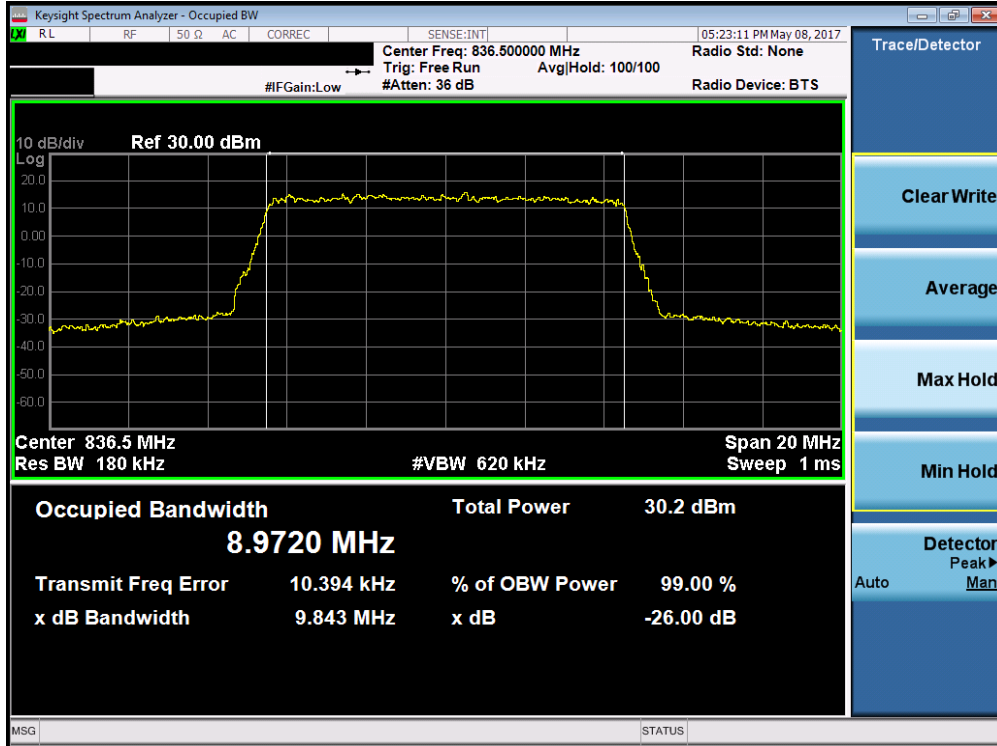 Keysight Spectrum Analyzer - Occupied BW
LXI RL RF 50 Ω AC CORREC SENSE:INT 05:23:11 PM May 08, 2017
Center Freq: 836.500000 MHz Radio Std: None
Trig: Free Run Avg|Hold: 100/100
#IFGain:Low #Atten: 36 dB Radio Device: BTS
10 dB/div Ref 30.00 dBm
Log
20.0
10.0
0.00
-10.0
-20.0
-30.0
-40.0
-50.0
-60.0
Center 836.5 MHz Span 20 MHz
Res BW 180 kHz #VBW 620 kHz Sweep 1 ms
Occupied Bandwidth Total Power 30.2 dBm
8.9720 MHz
Transmit Freq Error 10.394 kHz % of OBW Power 99.00 %
x dB Bandwidth 9.843 MHz x dB -26.00 dB
Trace/Detector
Clear Write
Average
Max Hold
Min Hold
Detector
Peak▶
Auto Man
MSG STATUS